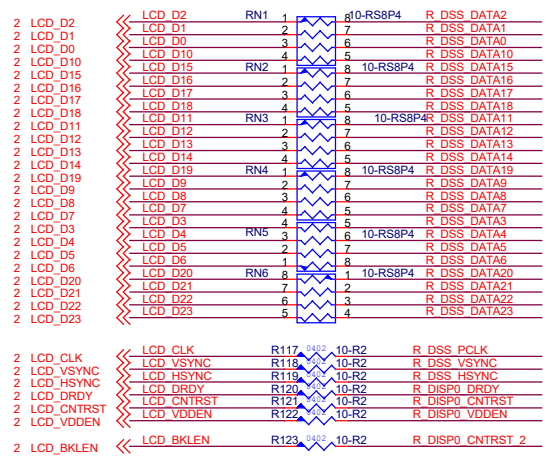 2 LCD_D2 LCD_D2 RN1 1 8 10-RS8P4 R_DSS_DATA2
2 LCD_D1 LCD_D1 2 7 R_DSS_DATA1
2 LCD_D0 LCD_D0 3 6 R_DSS_DATA0
2 LCD_D10 LCD_D10 4 5 R_DSS_DATA10
2 LCD_D15 LCD_D15 RN2 1 8 10-RS8P4 R_DSS_DATA15
2 LCD_D16 LCD_D16 2 7 R_DSS_DATA16
2 LCD_D17 LCD_D17 3 6 R_DSS_DATA17
2 LCD_D18 LCD_D18 4 5 R_DSS_DATA18
2 LCD_D11 LCD_D11 RN3 1 8 10-RS8P4 R_DSS_DATA11
2 LCD_D12 LCD_D12 2 7 R_DSS_DATA12
2 LCD_D13 LCD_D13 3 6 R_DSS_DATA13
2 LCD_D14 LCD_D14 4 5 R_DSS_DATA14
2 LCD_D19 LCD_D19 RN4 1 8 10-RS8P4 R_DSS_DATA19
2 LCD_D9 LCD_D9 2 7 R_DSS_DATA9
2 LCD_D8 LCD_D8 3 6 R_DSS_DATA8
2 LCD_D7 LCD_D7 4 5 R_DSS_DATA7
2 LCD_D3 LCD_D3 4 5 R_DSS_DATA3
2 LCD_D4 LCD_D4 RN5 3 6 10-RS8P4 R_DSS_DATA4
2 LCD_D5 LCD_D5 2 7 R_DSS_DATA5
2 LCD_D6 LCD_D6 1 8 R_DSS_DATA6
2 LCD_D20 LCD_D20 RN6 8 1 10-RS8P4 R_DSS_DATA20
2 LCD_D21 LCD_D21 7 2 R_DSS_DATA21
2 LCD_D22 LCD_D22 6 3 R_DSS_DATA22
2 LCD_D23 LCD_D23 5 4 R_DSS_DATA23
2 LCD_CLK LCD_CLK R117 0402 10-R2 R_DSS_PCLK
2 LCD_VSYNC LCD_VSYNC R118 0402 10-R2 R_DSS_VSYNC
2 LCD_HSYNC LCD_HSYNC R119 0402 10-R2 R_DSS_HSYNC
2 LCD_DRDY LCD_DRDY R120 0402 10-R2 R_DISP0_DRDY
2 LCD_CNTRST LCD_CNTRST R121 0402 10-R2 R_DISP0_CNTRST
2 LCD_VDDEN LCD_VDDEN R122 0402 10-R2 R_DISP0_VDDEN
2 LCD_BKLEN LCD_BKLEN R123 0402 10-R2 R_DISP0_CNTRST_2